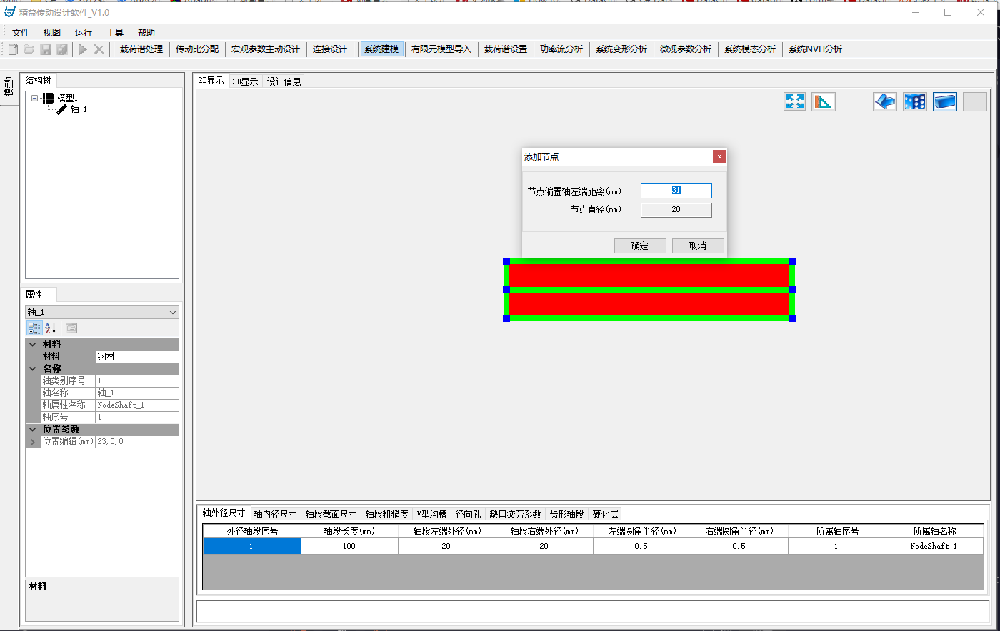 精益传动设计软件_V1.0
文件 视图 运行 工具 帮助
载荷谱处理 传动比分配 宏观参数主动设计 连接设计 系统建模 有限元模型导入 载荷谱设置 功率流分析 系统变形分析 微观参数分析 系统模态分析 系统NVH分析
模型1
结构树
模型1
轴_1
属性
轴_1
材料
材料 钢材
名称
轴类别序号 1
轴名称 轴_1
轴属性名称 NodeShaft_1
轴序号 1
位置参数
位置编辑(mm) 23,0,0
材料
2D显示 3D显示 设计信息
添加节点
节点偏置轴左端距离(mm) 31
节点直径(mm) 20
确定 取消
轴外径尺寸 轴内径尺寸 轴段截面尺寸 轴段粗糙度 V型沟槽 径向孔 缺口疲劳系数 齿形轴段 硬化层
外径轴段序号 轴段长度(mm) 轴段左端外径(mm) 轴段右端外径(mm) 左端圆角半径(mm) 右端圆角半径(mm) 所属轴序号 所属轴名称
1 100 20 20 0.5 0.5 1 NodeShaft_1